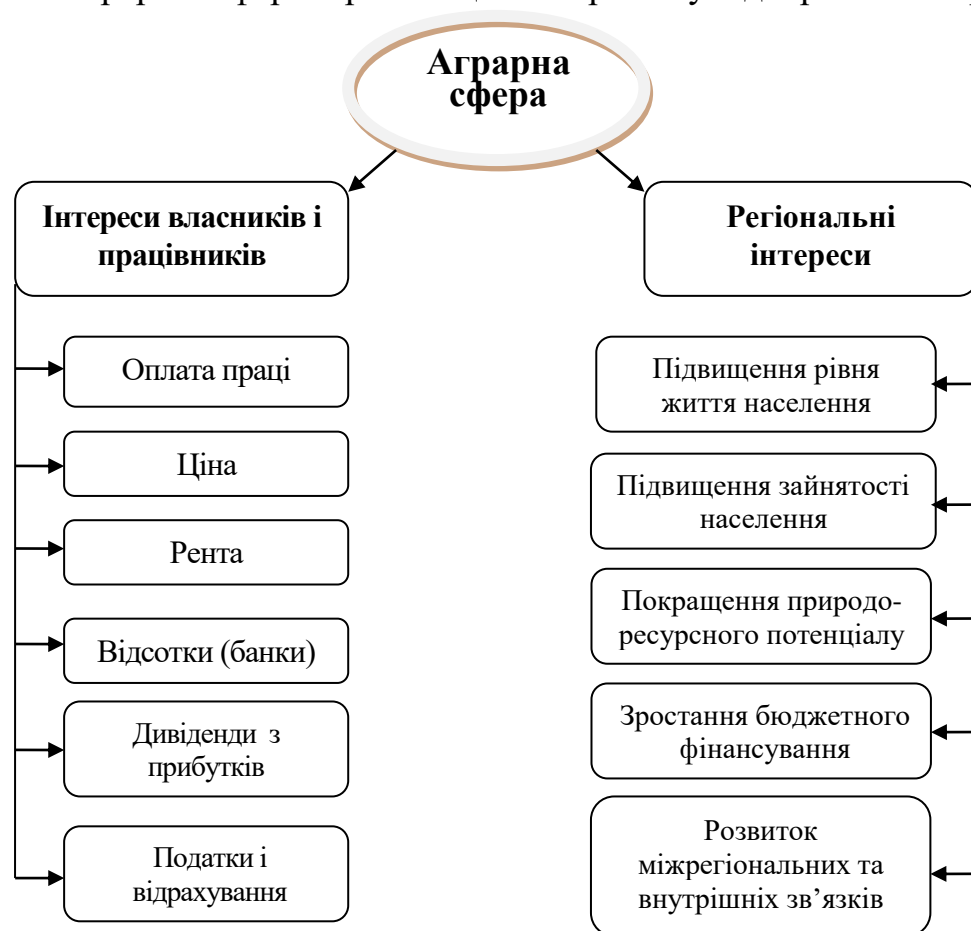 Аграрна
сфера
Інтереси власників і
працівників
Оплата праці
Ціна
Рента
Відсотки (банки)
Дивіденди з
прибутків
Податки і
відрахування
Регіональні
інтереси
Підвищення рівня
життя населення
Підвищення зайнятості
населення
Покращення природо-
ресурсного потенціалу
Зростання бюджетного
фінансування
Розвиток
міжрегіональних та
внутрішніх зв’язків